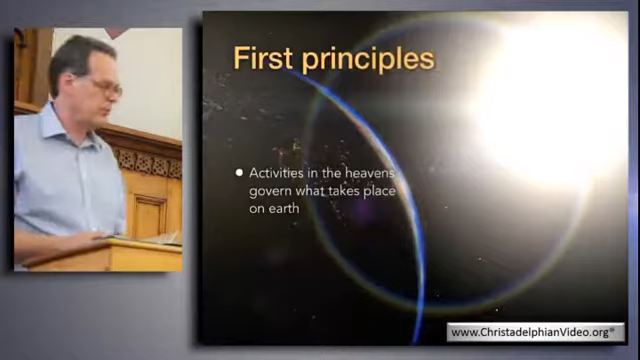 First principles
Activities in the heavens
govern what takes place
on earth
www.ChristadelphianVideo.org®